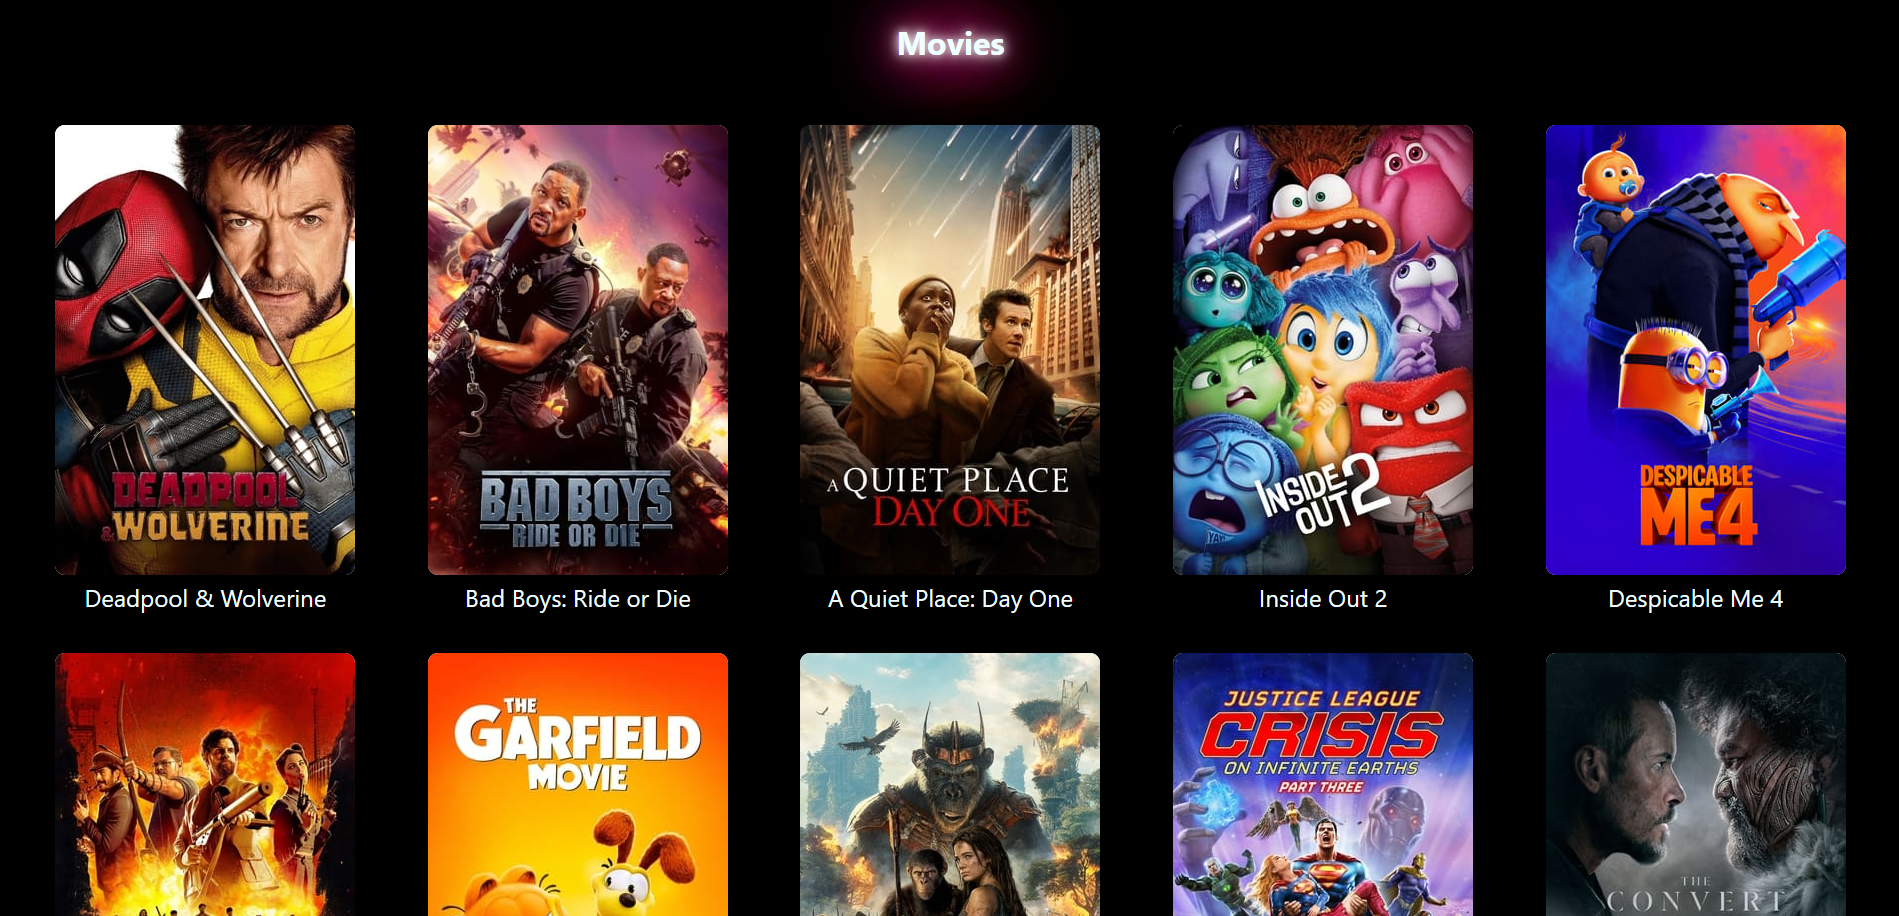 Movies
DEADPOOL
& WOLVERINE
Deadpool & Wolverine
BAD BOYS
RIDE OR DIE
Bad Boys: Ride or Die
A QUIET PLACE
DAY ONE
A Quiet Place: Day One
INSIDE
OUT 2
YAW
Inside Out 2
DESPICABLE
ME4
Despicable Me 4
THE
GARFIELD
MOVIE
JUSTICE LEAGUE
CRISIS
ON INFINITE EARTHS
PART THREE
THE
CONVERT